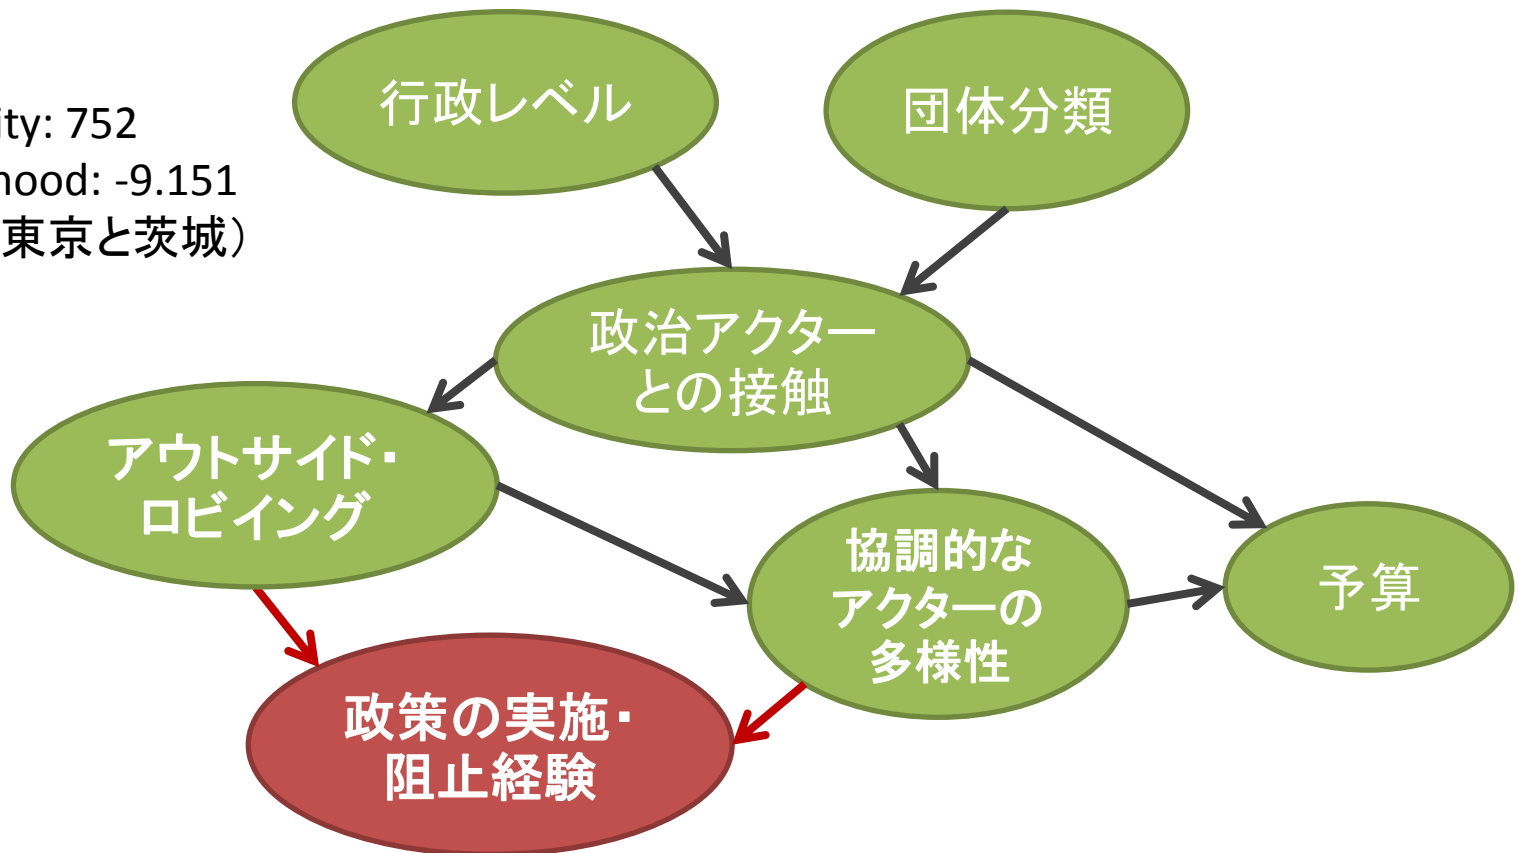 行政レベル
団体分類
ity: 752
hood: -9.151
東京と茨城）
政治アクター
との接触
アウトサイド・
ロビイング
協調的な
アクターの
多様性
予算
政策の実施・
阻止経験